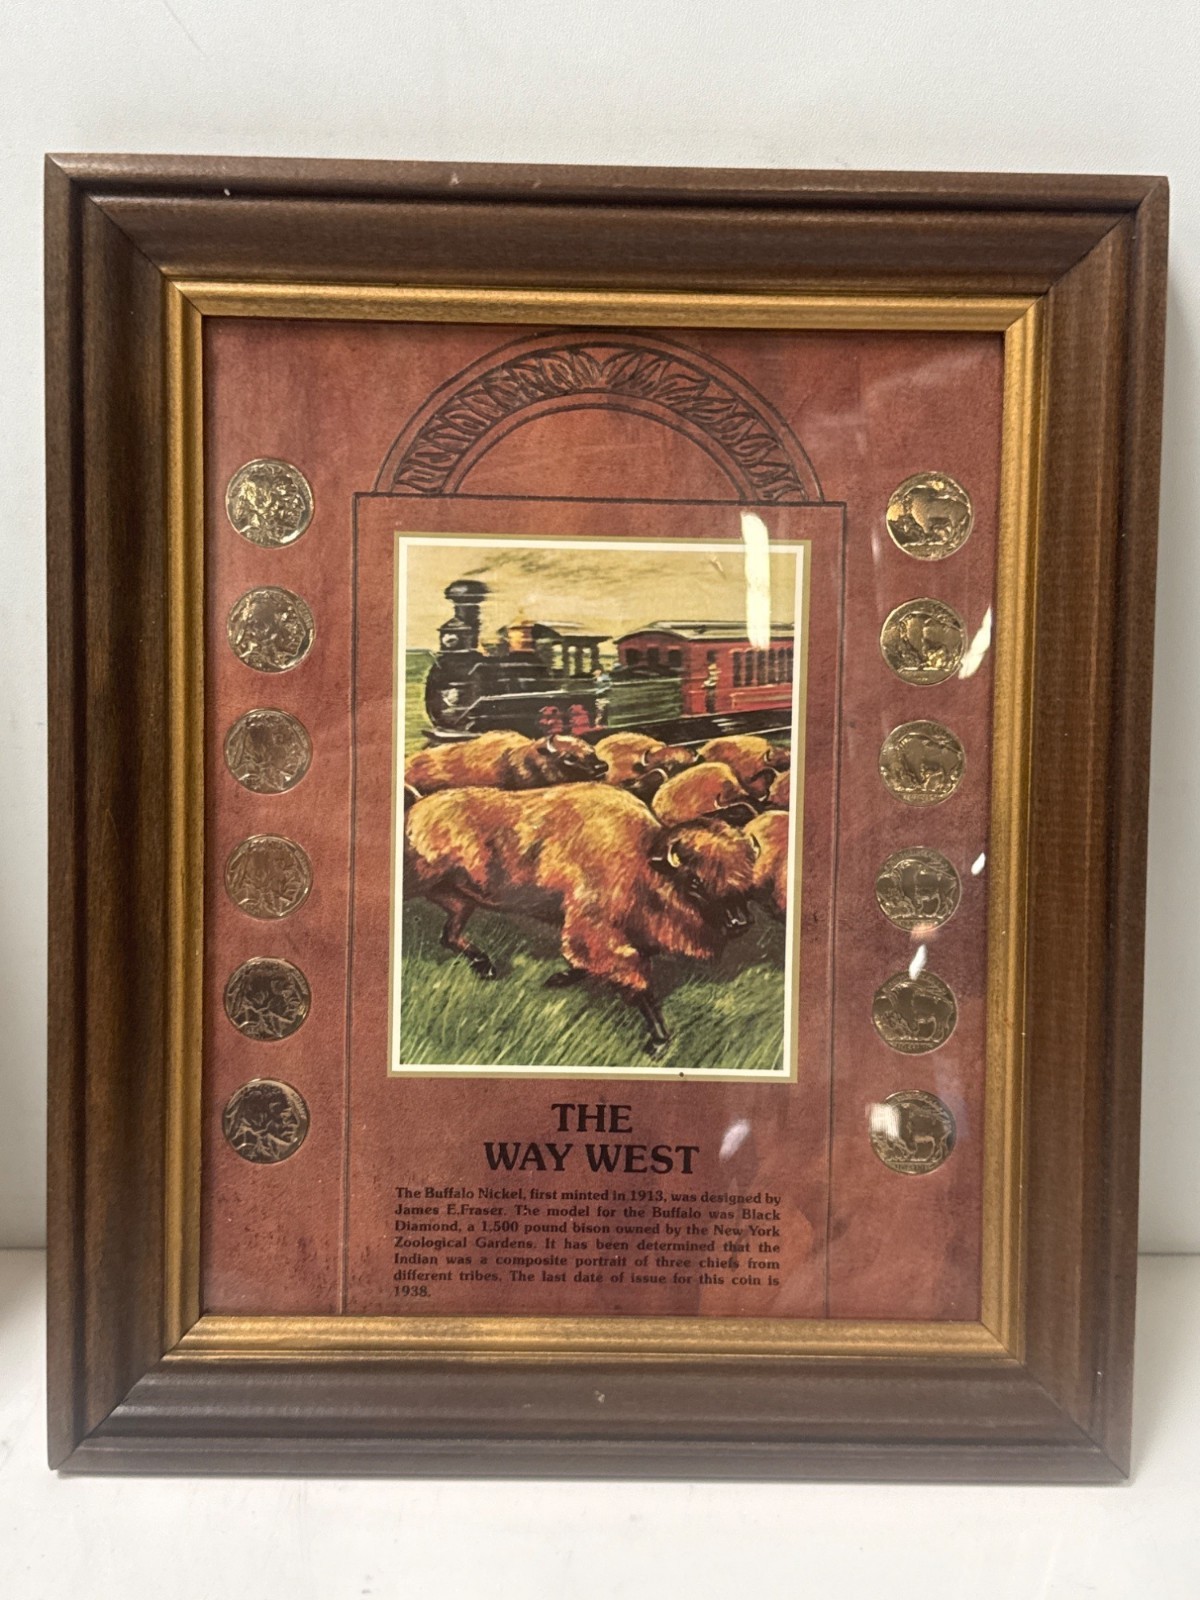 THE
WAY WEST
The Buffalo Nickel, first minted in 1913, was designed by
James E.Fraser. The model for the Buffalo was Black
Diamond, a 1,500 pound bison owned by the New York
Zoological Gardens. It has been determined that the
Indian was a composite portrait of three chiefs from
different tribes. The last date of issue for this coin is
1938.